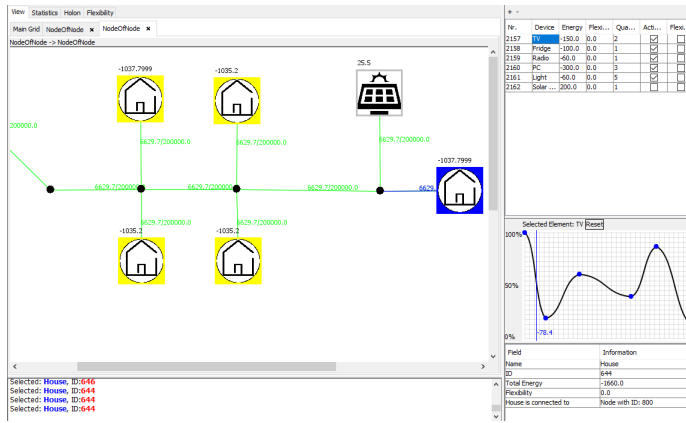 View Statistics Holon Flexibility
Main Grid NodeOfNode × NodeOfNode ×
NodeOfNode -> NodeOfNode
-1037.7999
-1035.2
25.5
200000.0
6629.7/200000.0
6629.7/200000.0
6629.7/200000.0
-1037.7999
6629.7/200000.0
6629.7/200000.0
6629.7/200000.0
6629.
6629.7/200000.0
6629.7/200000.0
-1035.2
-1035.2
Selected: House, ID:646
Selected: House, ID:644
Selected: House, ID:644
Selected: House, ID:644
+ -
Nr. Device Energy Flexi... Qua... Acti... Flexi.
2157 TV -150.0 0.0 2
2158 Fridge -100.0 0.0 1
2159 Radio -60.0 0.0 1
2160 PC -300.0 0.0 3
2161 Light -60.0 0.0 5
2162 Solar ... 200.0 0.0 1
Selected Element: TV Reset
100%
50%
0%
-78.4
Field Information
Name House
ID 644
Total Energy -1660.0
Flexibility 0.0
House is connected to Node with ID: 800